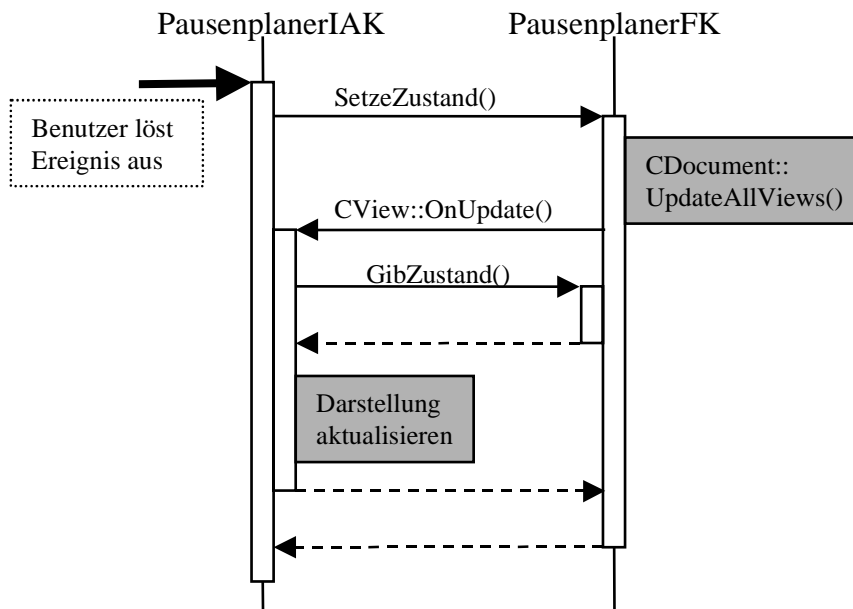 PausenplanerIAK
PausenplanerFK
SetzeZustand()
Benutzer löst
Ereignis aus
CDocument::
UpdateAllViews()
CView::OnUpdate()
GibZustand()
Darstellung
aktualisieren